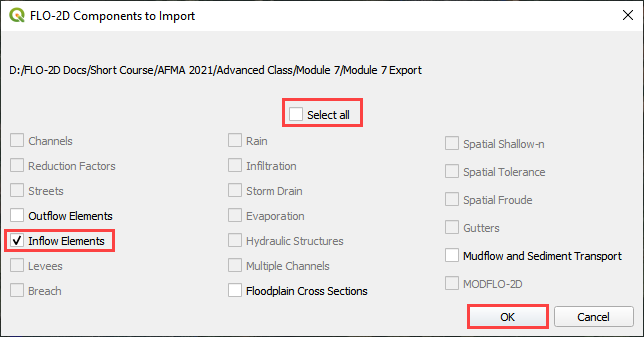 FLO-2D Components to Import
D:/FLO-2D Docs/Short Course/AFMA 2021/Advanced Class/Module 7/Module 7 Export
Select all
Channels
Reduction Factors
Streets
Outflow Elements
Inflow Elements
Levees
Breach
Rain
Infiltration
Storm Drain
Evaporation
Hydraulic Structures
Multiple Channels
Floodplain Cross Sections
Spatial Shallow-n
Spatial Tolerance
Spatial Froude
Gutters
Mudflow and Sediment Transport
MODFLO-2D
OK
Cancel